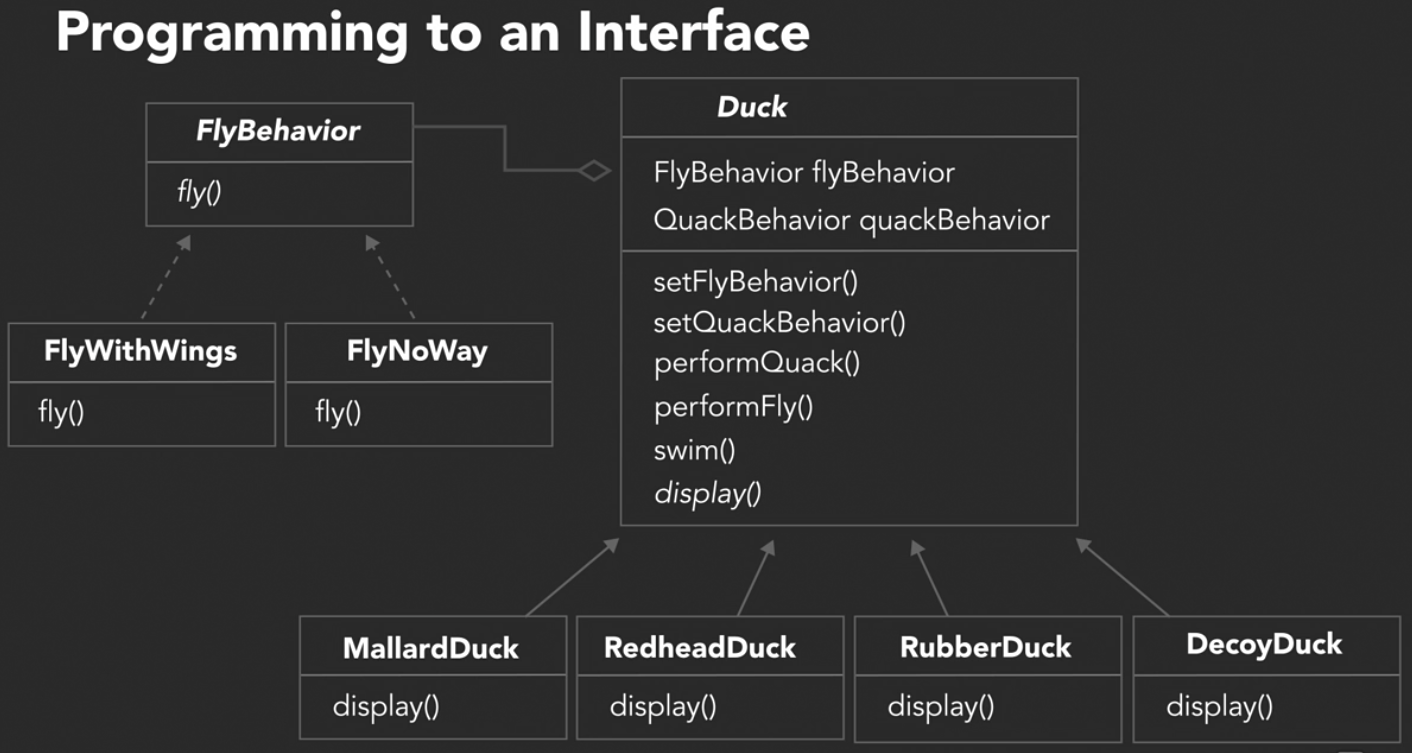 Programming to an Interface
FlyBehavior
fly()
FlyWithWings
fly()
FlyNoWay
fly()
Duck
FlyBehavior flyBehavior
QuackBehavior quackBehavior
setFlyBehavior()
setQuackBehavior()
performQuack()
performFly()
swim()
display()
MallardDuck
display()
RedheadDuck
display()
RubberDuck
display()
DecoyDuck
display()